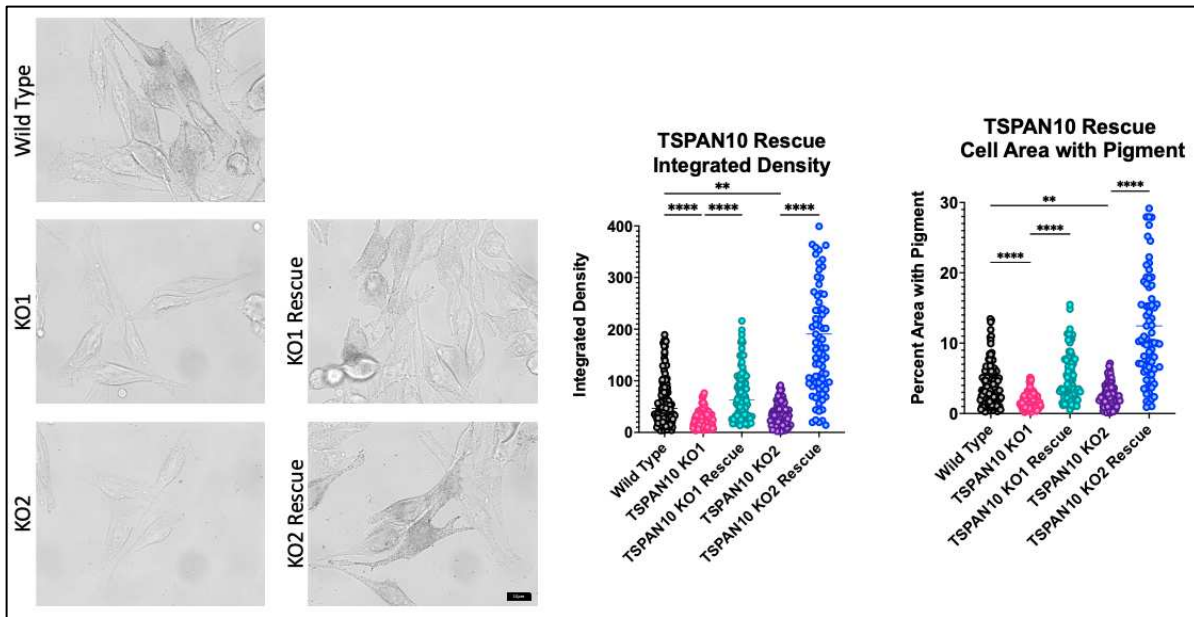 Wild Type
KO1
KO1 Rescue
KO2
KO2 Rescue
TSPAN10 Rescue
Integrated Density
**
**** **** ****
Integrated Density
400
300
200
100
0
Wild Type
TSPAN10 KO1
TSPAN10 KO1 Rescue
TSPAN10 KO2
TSPAN10 KO2 Rescue
TSPAN10 Rescue
Cell Area with Pigment
****
**
****
****
Percent Area with Pigment
30
20
10
0
Wild Type
TSPAN10 KO1
TSPAN10 KO1 Rescue
TSPAN10 KO2
TSPAN10 KO2 Rescue